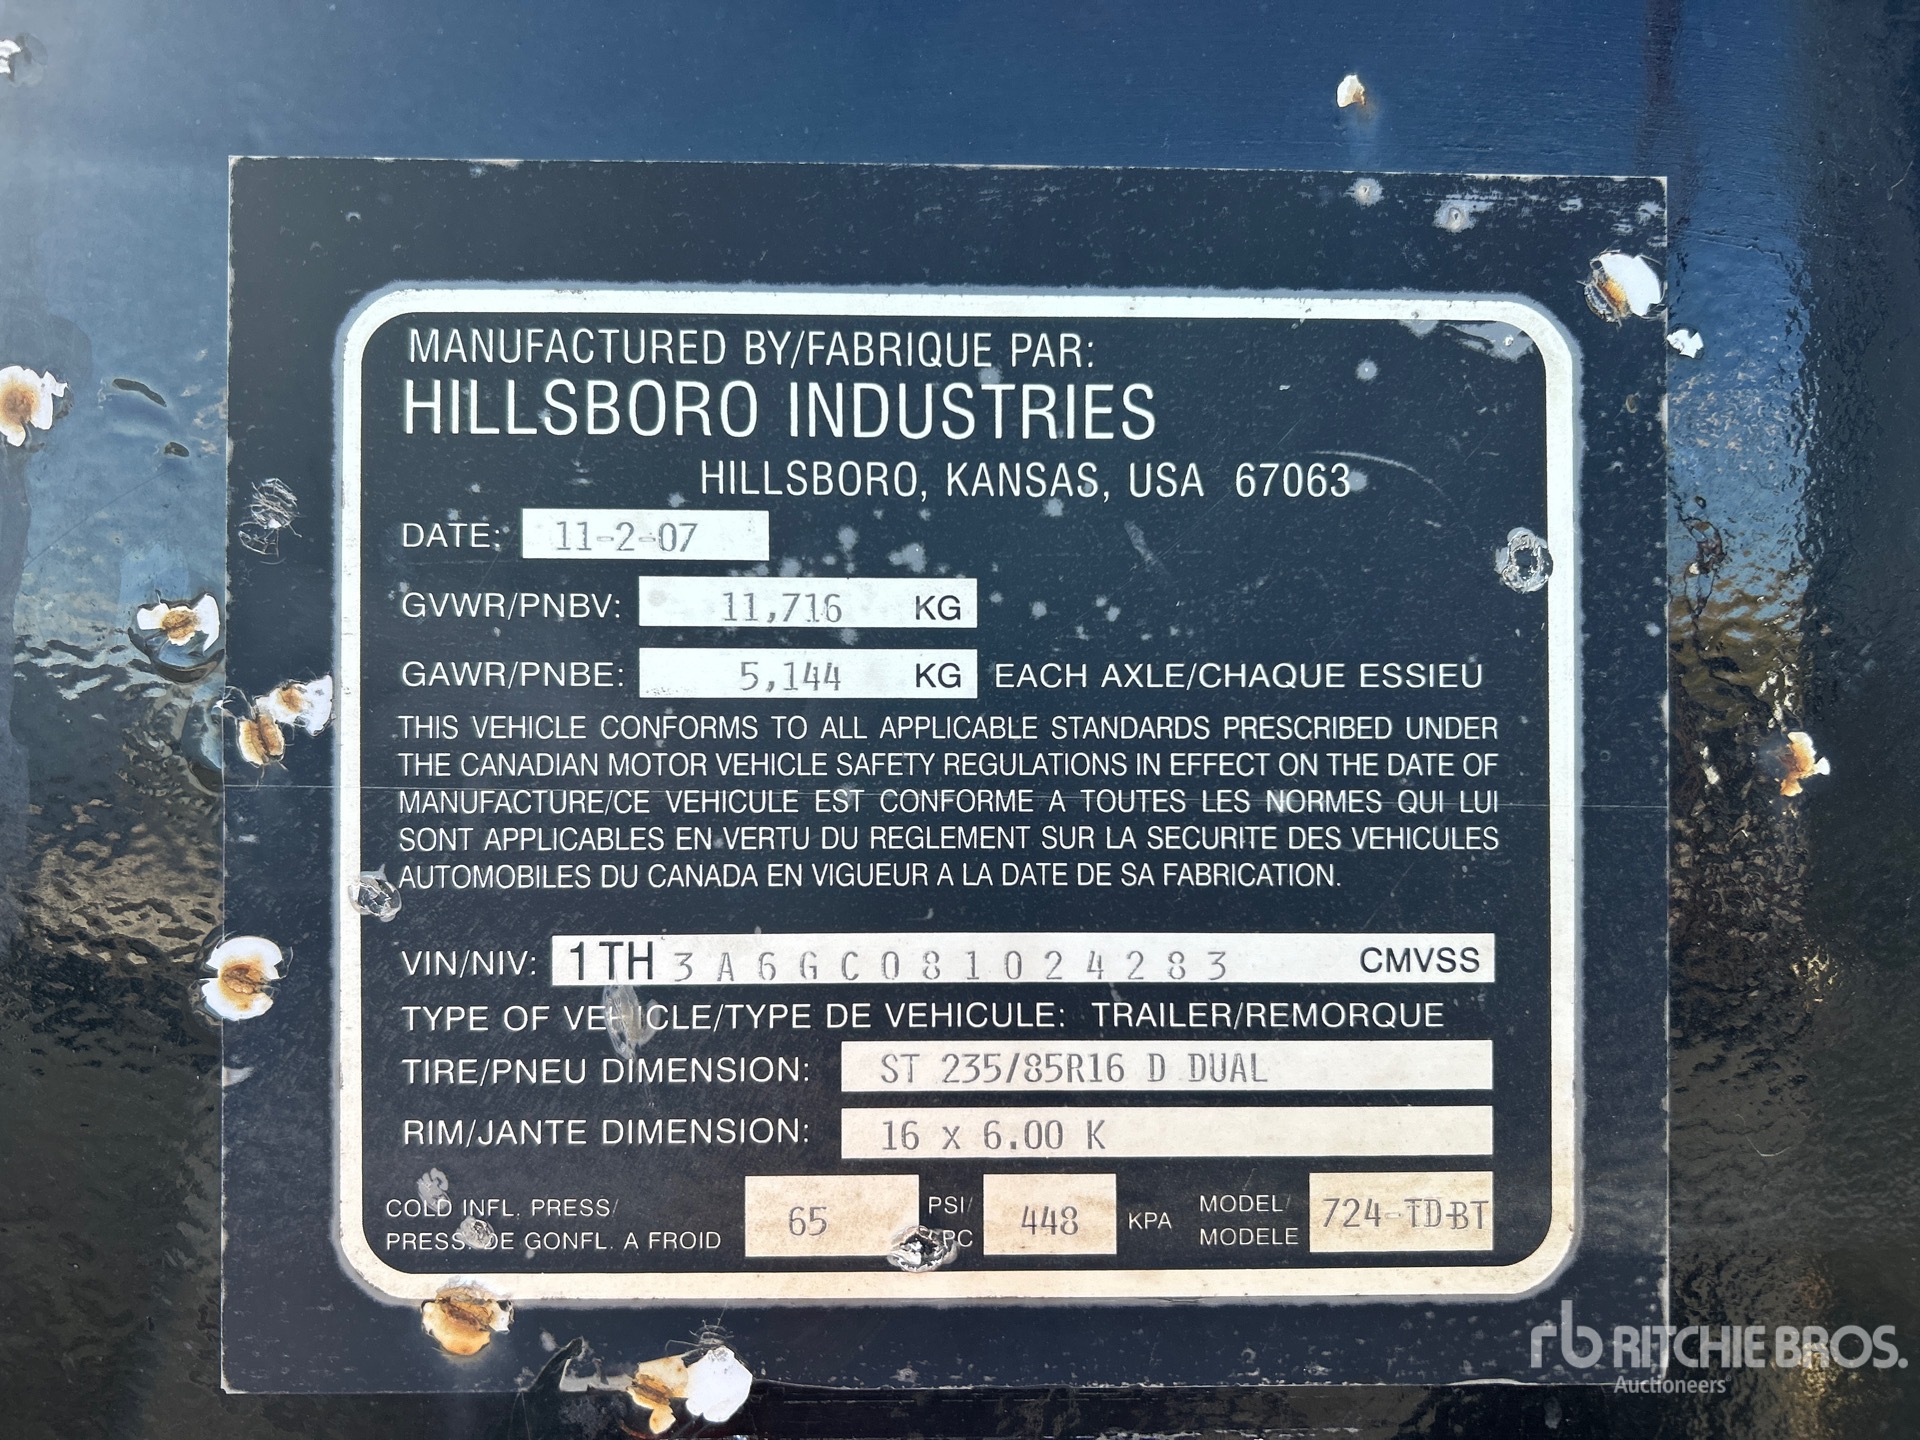 MANUFACTURED BY/FABRIQUE PAR:
HILLSBORO INDUSTRIES
HILLSBORO, KANSAS, USA 67063
DATE: 11-2-07
GVWR/PNBV: 11,716 KG
GAWR/PNBE: 5,144 KG EACH AXLE/CHAQUE ESSIEU
THIS VEHICLE CONFORMS TO ALL APPLICABLE STANDARDS PRESCRIBED UNDER
THE CANADIAN MOTOR VEHICLE SAFETY REGULATIONS IN EFFECT ON THE DATE OF
MANUFACTURE/CE VEHICULE EST CONFORME A TOUTES LES NORMES QUI LUI
SONT APPLICABLES EN VERTU DU REGLEMENT SUR LA SECURITE DES VEHICULES
AUTOMOBILES DU CANADA EN VIGUEUR A LA DATE DE SA FABRICATION.
VIN/NIV: 1TH3A6GC081024283 CMVSS
TYPE OF VEHICLE/TYPE DE VEHICULE: TRAILER/REMORQUE
TIRE/PNEU DIMENSION: ST 235/85R16 D DUAL
RIM/JANTE DIMENSION: 16 x 6.00 K
COLD INFL. PRESS/ 65 PSI/ 448 KPA MODEL/ 724-TDBT
PRESS. DE GONFL. A FROID MODELE
rb RITCHIE BROS.
Auctioneers